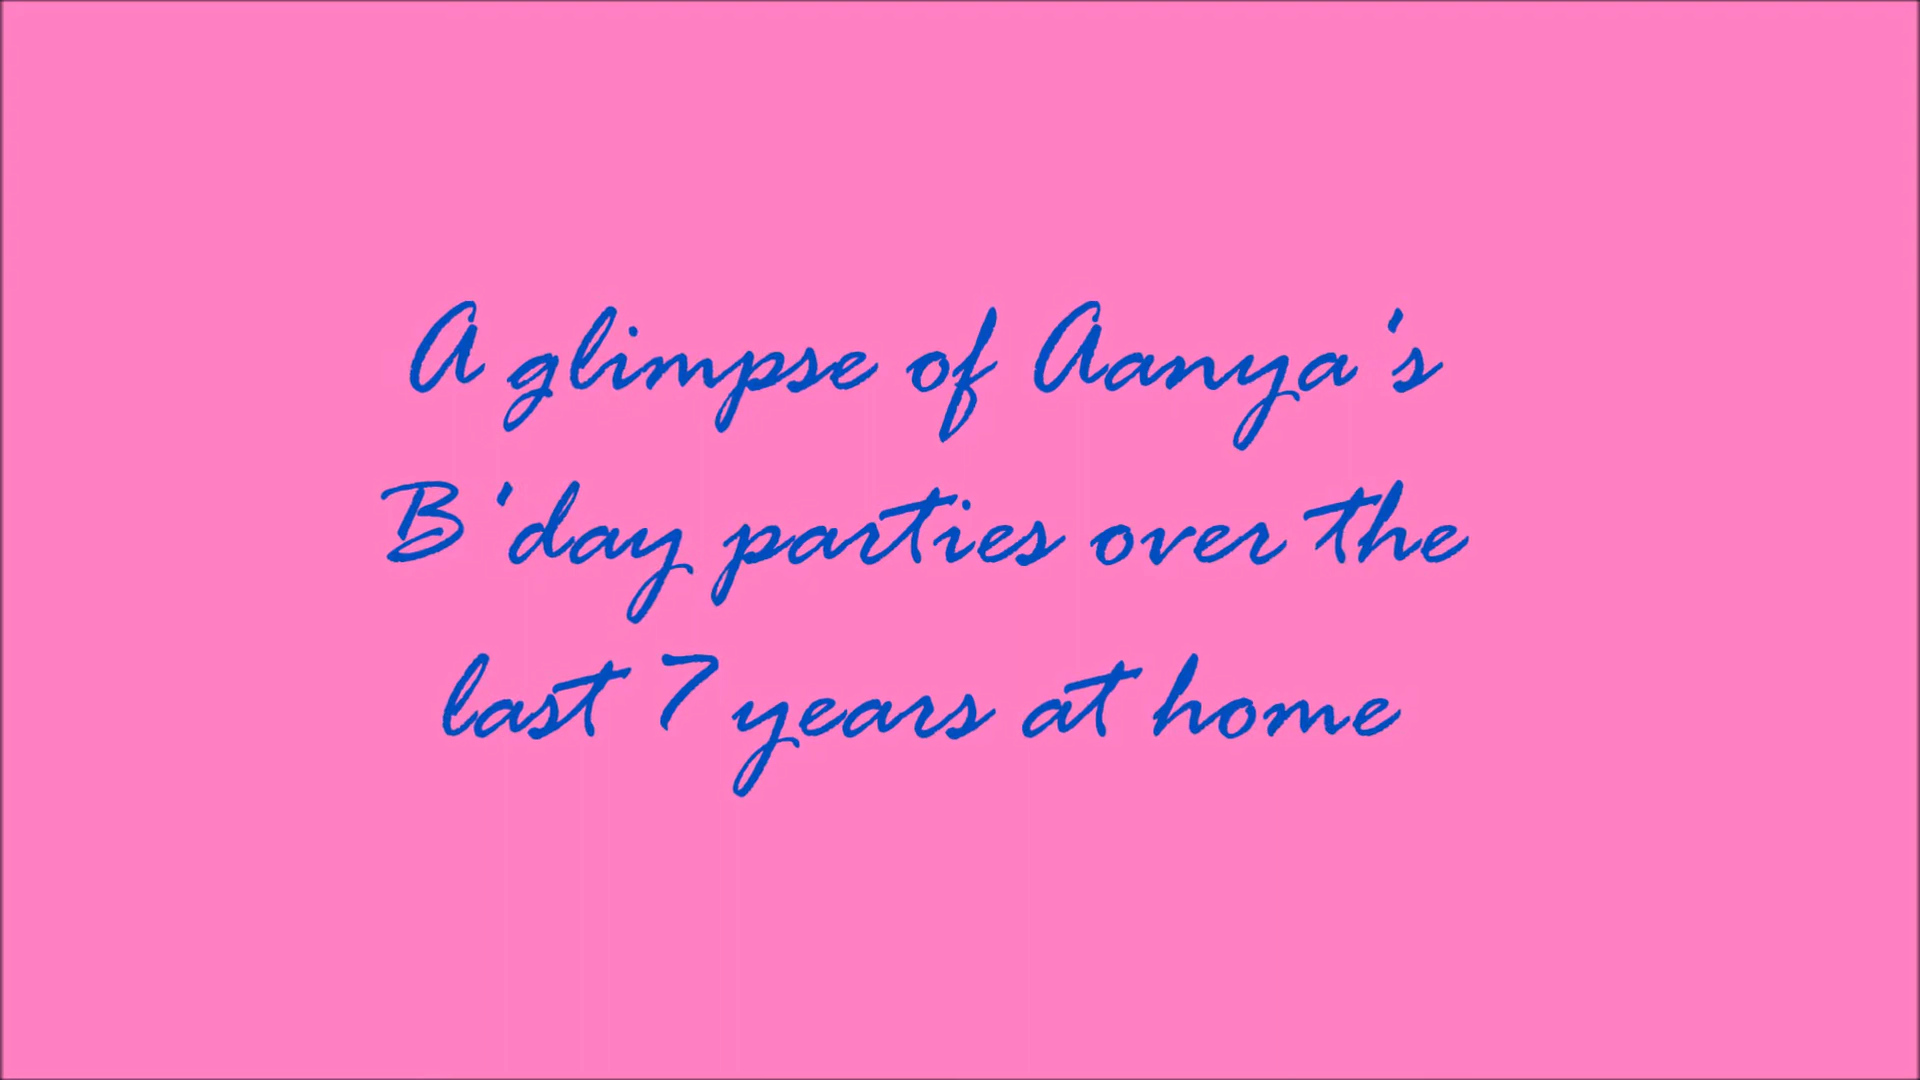 A glimpse of Aanya's
B'day parties over the
last 7 years at home